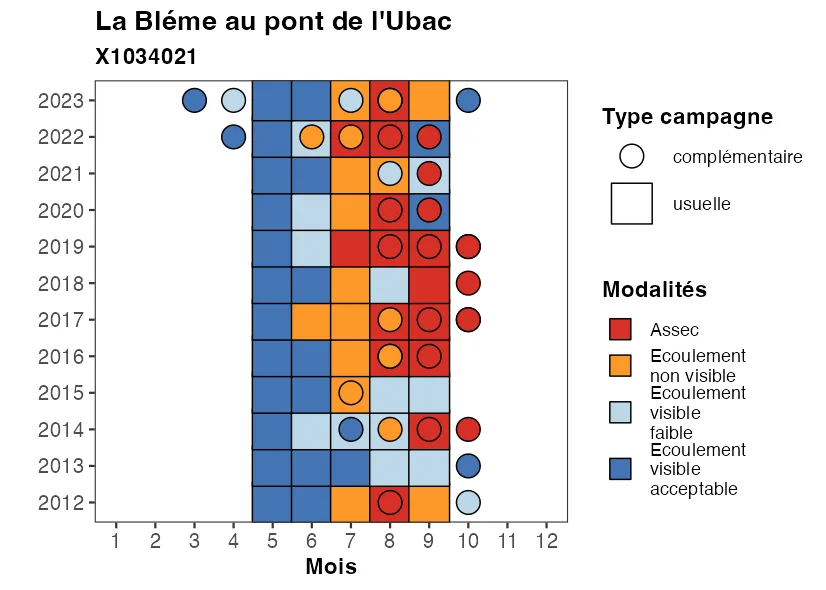 La Bléme au pont de l'Ubac
X1034021
2023
2022
2021
2020
2019
2018
2017
2016
2015
2014
2013
2012
1 2 3 4 5 6 7 8 9 10 11 12
Mois
Type campagne
complémentaire
usuelle
Modalités
Assec
Ecoulement
non visible
Ecoulement
visible
faible
Ecoulement
visible
acceptable